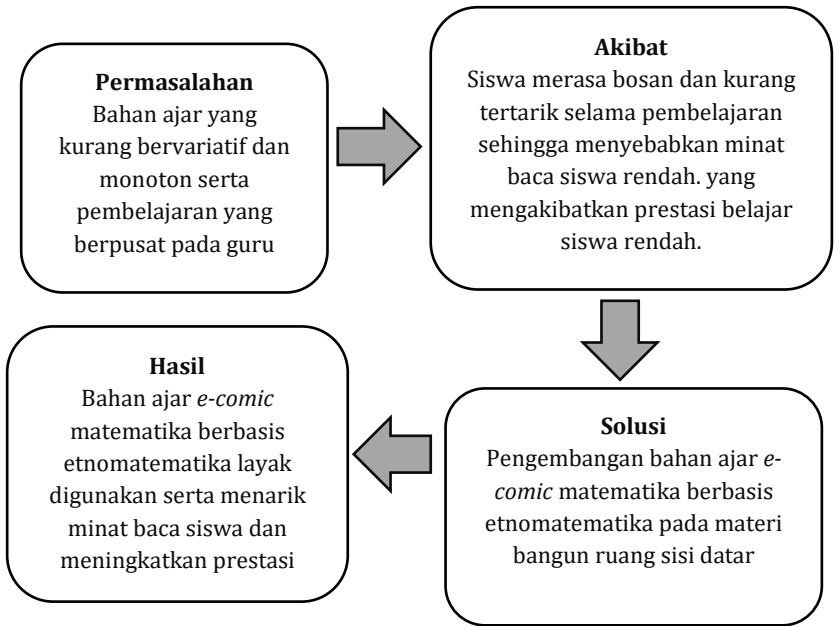 Permasalahan
Bahan ajar yang
kurang bervariatif dan
monoton serta
pembelajaran yang
berpusat pada guru
Akibat
Siswa merasa bosan dan kurang
tertarik selama pembelajaran
sehingga menyebabkan minat
baca siswa rendah. yang
mengakibatkan prestasi belajar
siswa rendah.
Solusi
Pengembangan bahan ajar e-
comic matematika berbasis
etnomatematika pada materi
bangun ruang sisi datar
Hasil
Bahan ajar e-comic
matematika berbasis
etnomatematika layak
digunakan serta menarik
minat baca siswa dan
meningkatkan prestasi